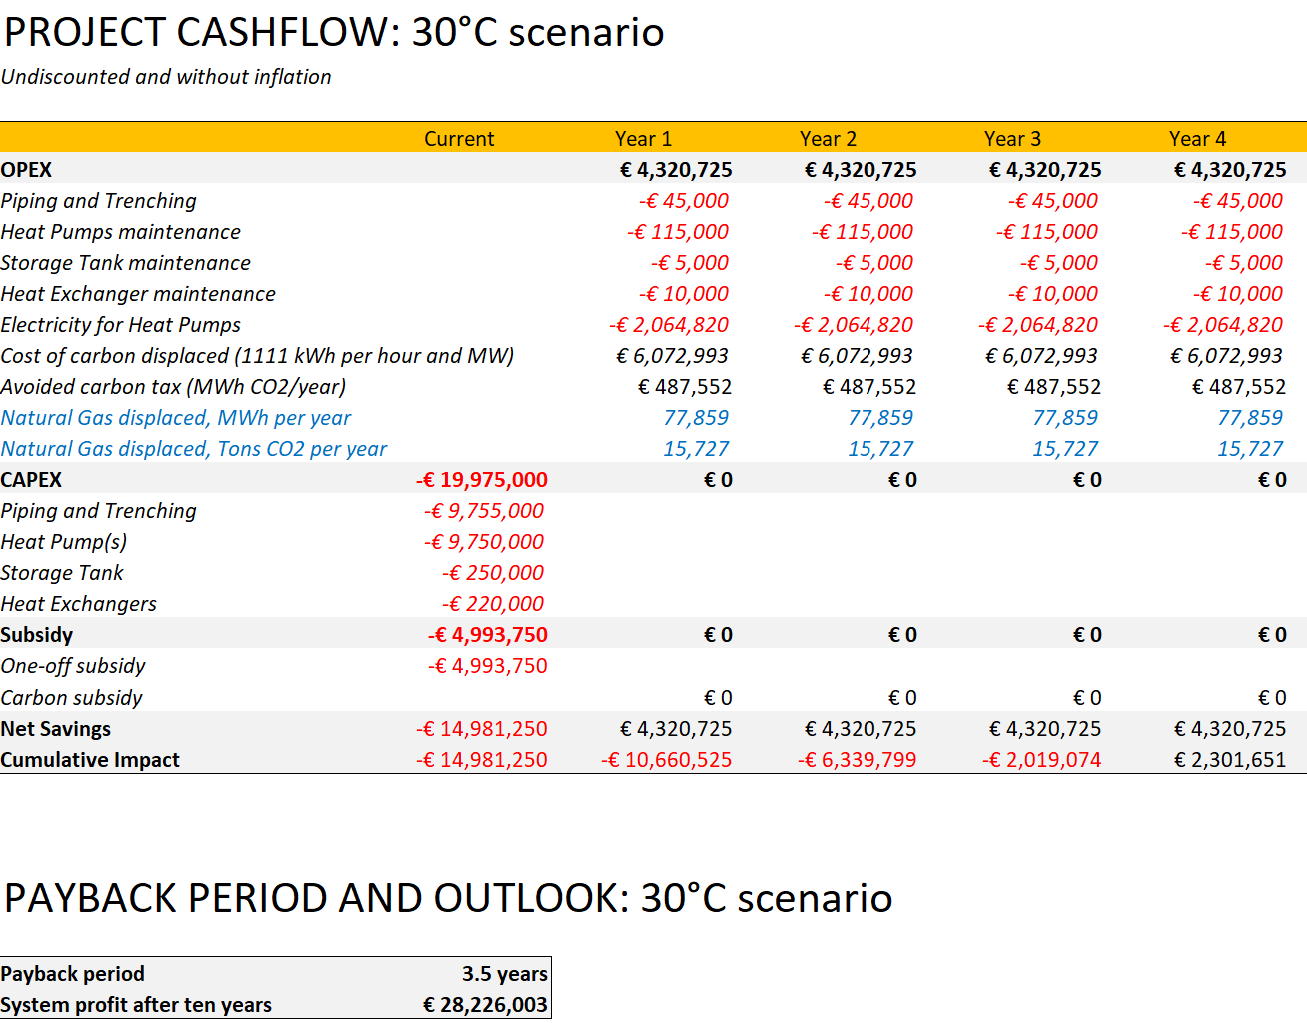 PROJECT CASHFLOW: 30°C scenario
Undiscounted and without inflation
Current Year 1 Year 2 Year 3 Year 4
OPEX € 4,320,725 € 4,320,725 € 4,320,725 € 4,320,725
Piping and Trenching -€ 45,000 -€ 45,000 -€ 45,000 -€ 45,000
Heat Pumps maintenance -€ 115,000 -€ 115,000 -€ 115,000 -€ 115,000
Storage Tank maintenance -€ 5,000 -€ 5,000 -€ 5,000 -€ 5,000
Heat Exchanger maintenance -€ 10,000 -€ 10,000 -€ 10,000 -€ 10,000
Electricity for Heat Pumps -€ 2,064,820 -€ 2,064,820 -€ 2,064,820 -€ 2,064,820
Cost of carbon displaced (1111 kWh per hour and MW) € 6,072,993 € 6,072,993 € 6,072,993 € 6,072,993
Avoided carbon tax (MWh CO2/year) € 487,552 € 487,552 € 487,552 € 487,552
Natural Gas displaced, MWh per year 77,859 77,859 77,859 77,859
Natural Gas displaced, Tons CO2 per year 15,727 15,727 15,727 15,727
CAPEX -€ 19,975,000 € 0 € 0 € 0 € 0
Piping and Trenching -€ 9,755,000
Heat Pump(s) -€ 9,750,000
Storage Tank -€ 250,000
Heat Exchangers -€ 220,000
Subsidy -€ 4,993,750 € 0 € 0 € 0 € 0
One-off subsidy -€ 4,993,750
Carbon subsidy € 0 € 0 € 0 € 0
Net Savings -€ 14,981,250 € 4,320,725 € 4,320,725 € 4,320,725 € 4,320,725
Cumulative Impact -€ 14,981,250 -€ 10,660,525 -€ 6,339,799 -€ 2,019,074 € 2,301,651
PAYBACK PERIOD AND OUTLOOK: 30°C scenario
Payback period 3.5 years
System profit after ten years € 28,226,003